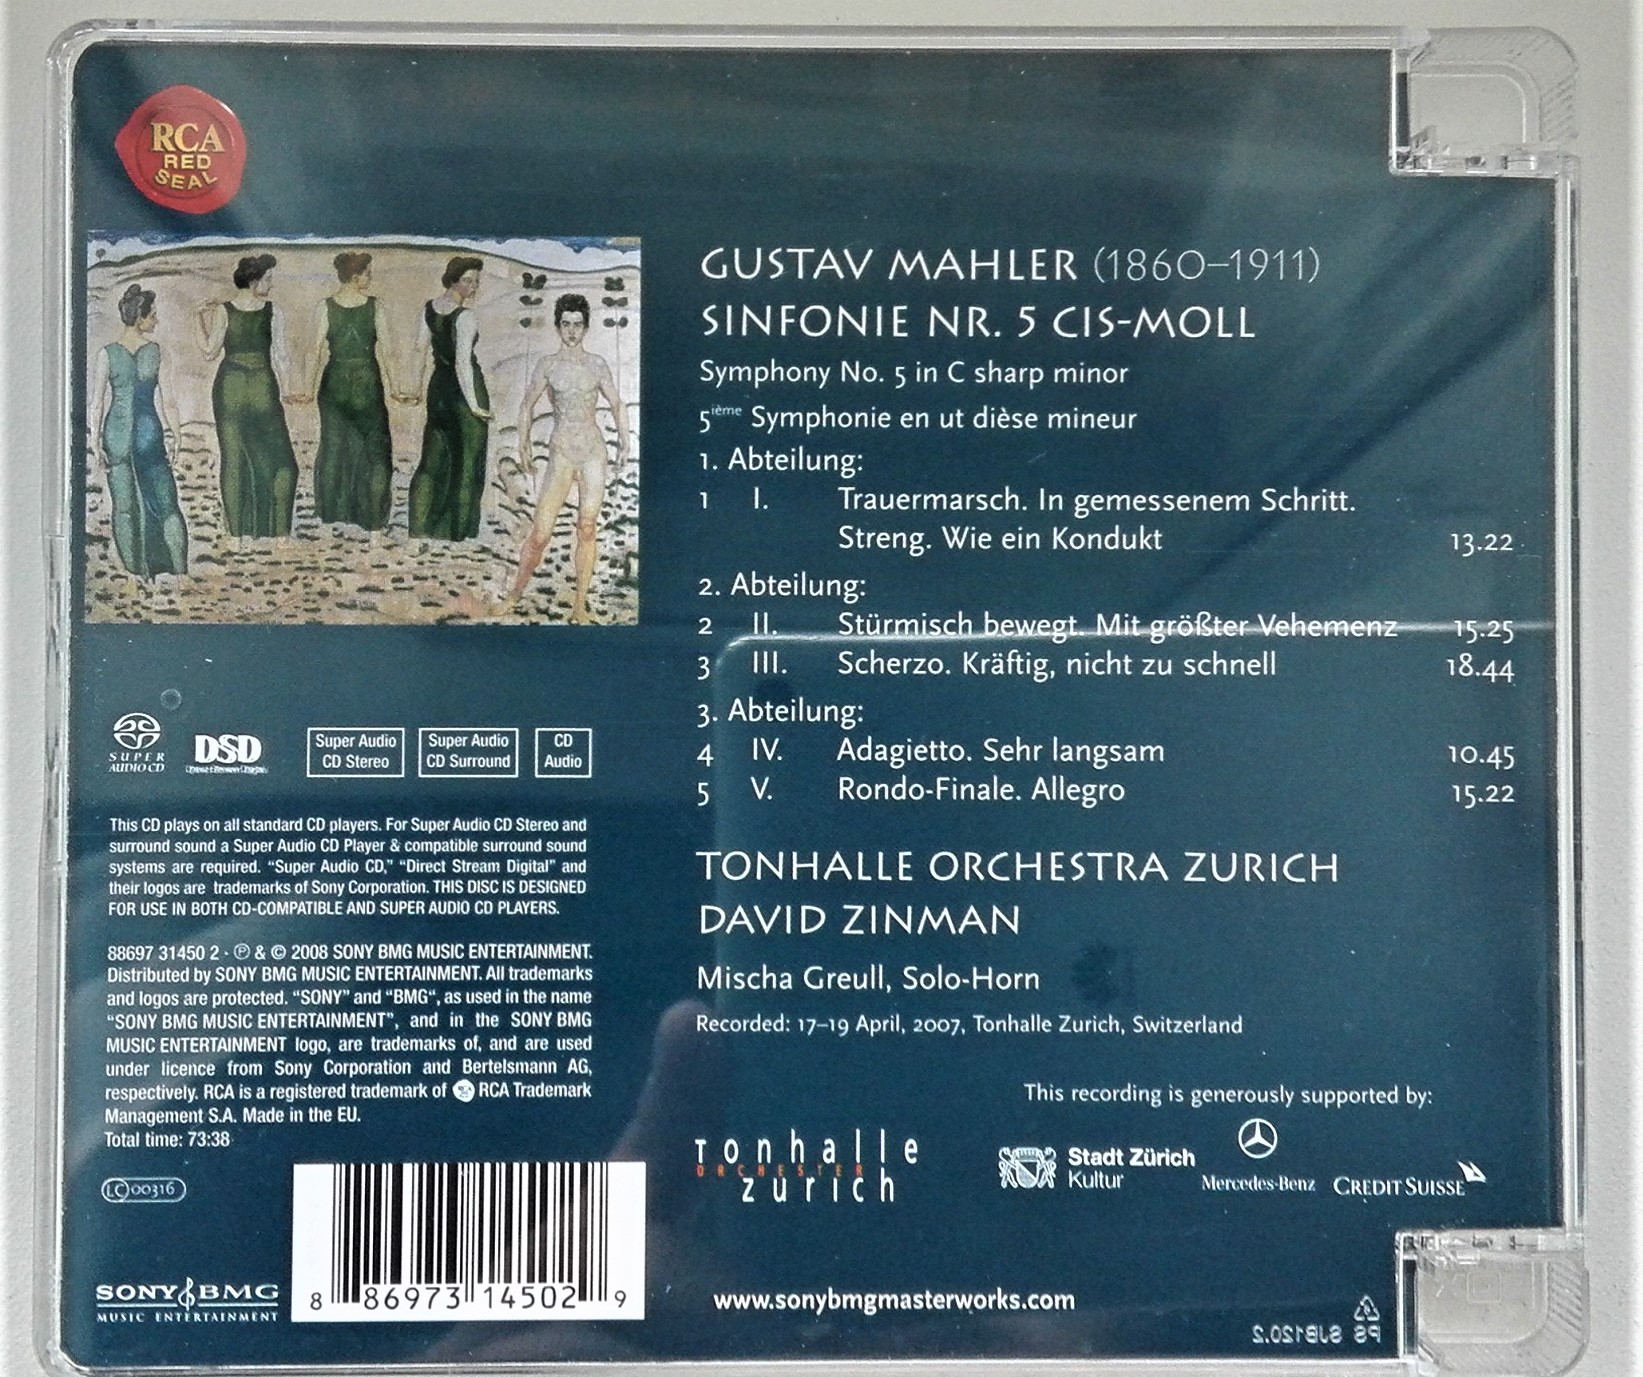 RCA
RED
SEAL
GUSTAV MAHLER (1860–1911)
SINFONIE NR. 5 CIS-MOLL
Symphony No. 5 in C sharp minor
5ième Symphonie en ut dièse mineur
1. Abteilung:
1 I. Trauermarsch. In gemessenem Schritt.
Streng. Wie ein Kondukt 13.22
2. Abteilung:
2 II. Stürmisch bewegt. Mit größter Vehemenz 15.25
3 III. Scherzo. Kräftig, nicht zu schnell 18.44
3. Abteilung:
4 IV. Adagietto. Sehr langsam 10.45
5 V. Rondo-Finale. Allegro 15.22
TONHALLE ORCHESTRA ZURICH
DAVID ZINMAN
Mischa Greull, Solo-Horn
Recorded: 17–19 April, 2007, Tonhalle Zurich, Switzerland
This recording is generously supported by:
Tonhalle
ORCHESTER
zürich
Stadt Zürich
Kultur
Mercedes-Benz
CREDIT SUISSE
www.sonybmgmasterworks.com
SUPER
AUDIO CD
DSD
Direct Stream Digital
Super Audio
CD Stereo
Super Audio
CD Surround
CD
Audio
This CD plays on all standard CD players. For Super Audio CD Stereo and
surround sound a Super Audio CD Player & compatible surround sound
systems are required. “Super Audio CD,” “Direct Stream Digital” and
their logos are trademarks of Sony Corporation. THIS DISC IS DESIGNED
FOR USE IN BOTH CD-COMPATIBLE AND SUPER AUDIO CD PLAYERS.
88697 31450 2 · ℗ & © 2008 SONY BMG MUSIC ENTERTAINMENT.
Distributed by SONY BMG MUSIC ENTERTAINMENT. All trademarks
and logos are protected. “SONY” and “BMG“, as used in the name
“SONY BMG MUSIC ENTERTAINMENT”, and in the SONY BMG
MUSIC ENTERTAINMENT logo, are trademarks of, and are used
under licence from Sony Corporation and Bertelsmann AG,
respectively. RCA is a registered trademark of RCA Trademark
Management S.A. Made in the EU.
Total time: 73:38
LC 00316
SONY BMG
MUSIC ENTERTAINMENT
8 86973 14502 9
PS SJB120.2